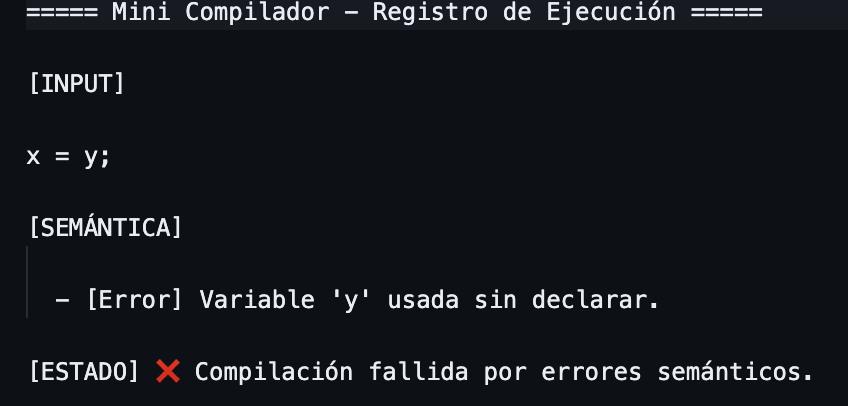 ===== Mini Compilador - Registro de Ejecución =====
[INPUT]
x = y;
[SEMÁNTICA]
- [Error] Variable 'y' usada sin declarar.
[ESTADO] ❌ Compilación fallida por errores semánticos.